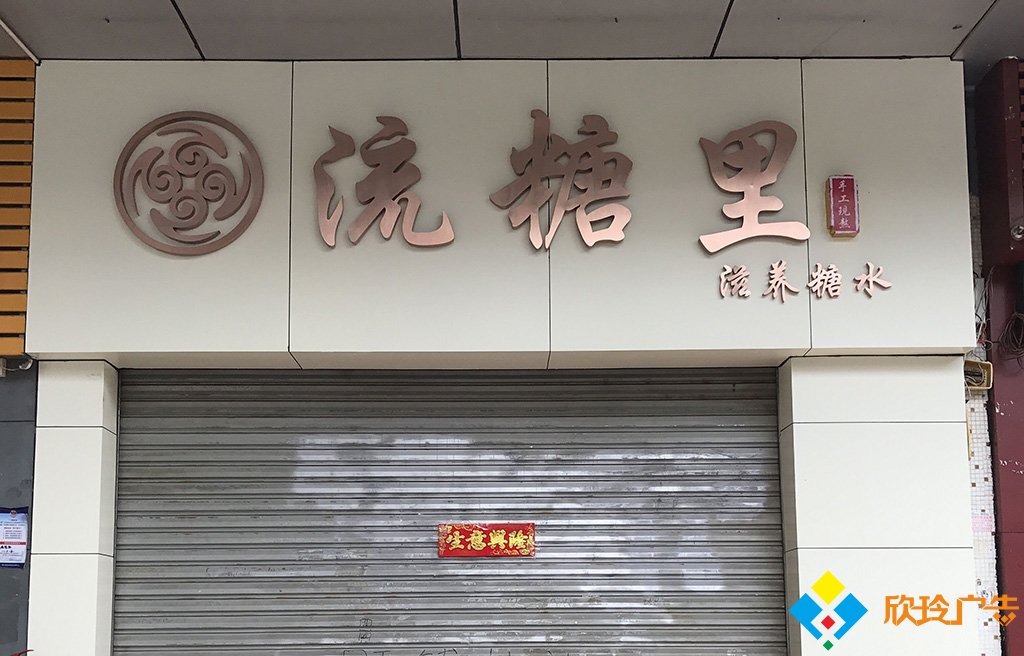 流糖里
手工现熬
滋养糖水
生意興隆
欣玲广告